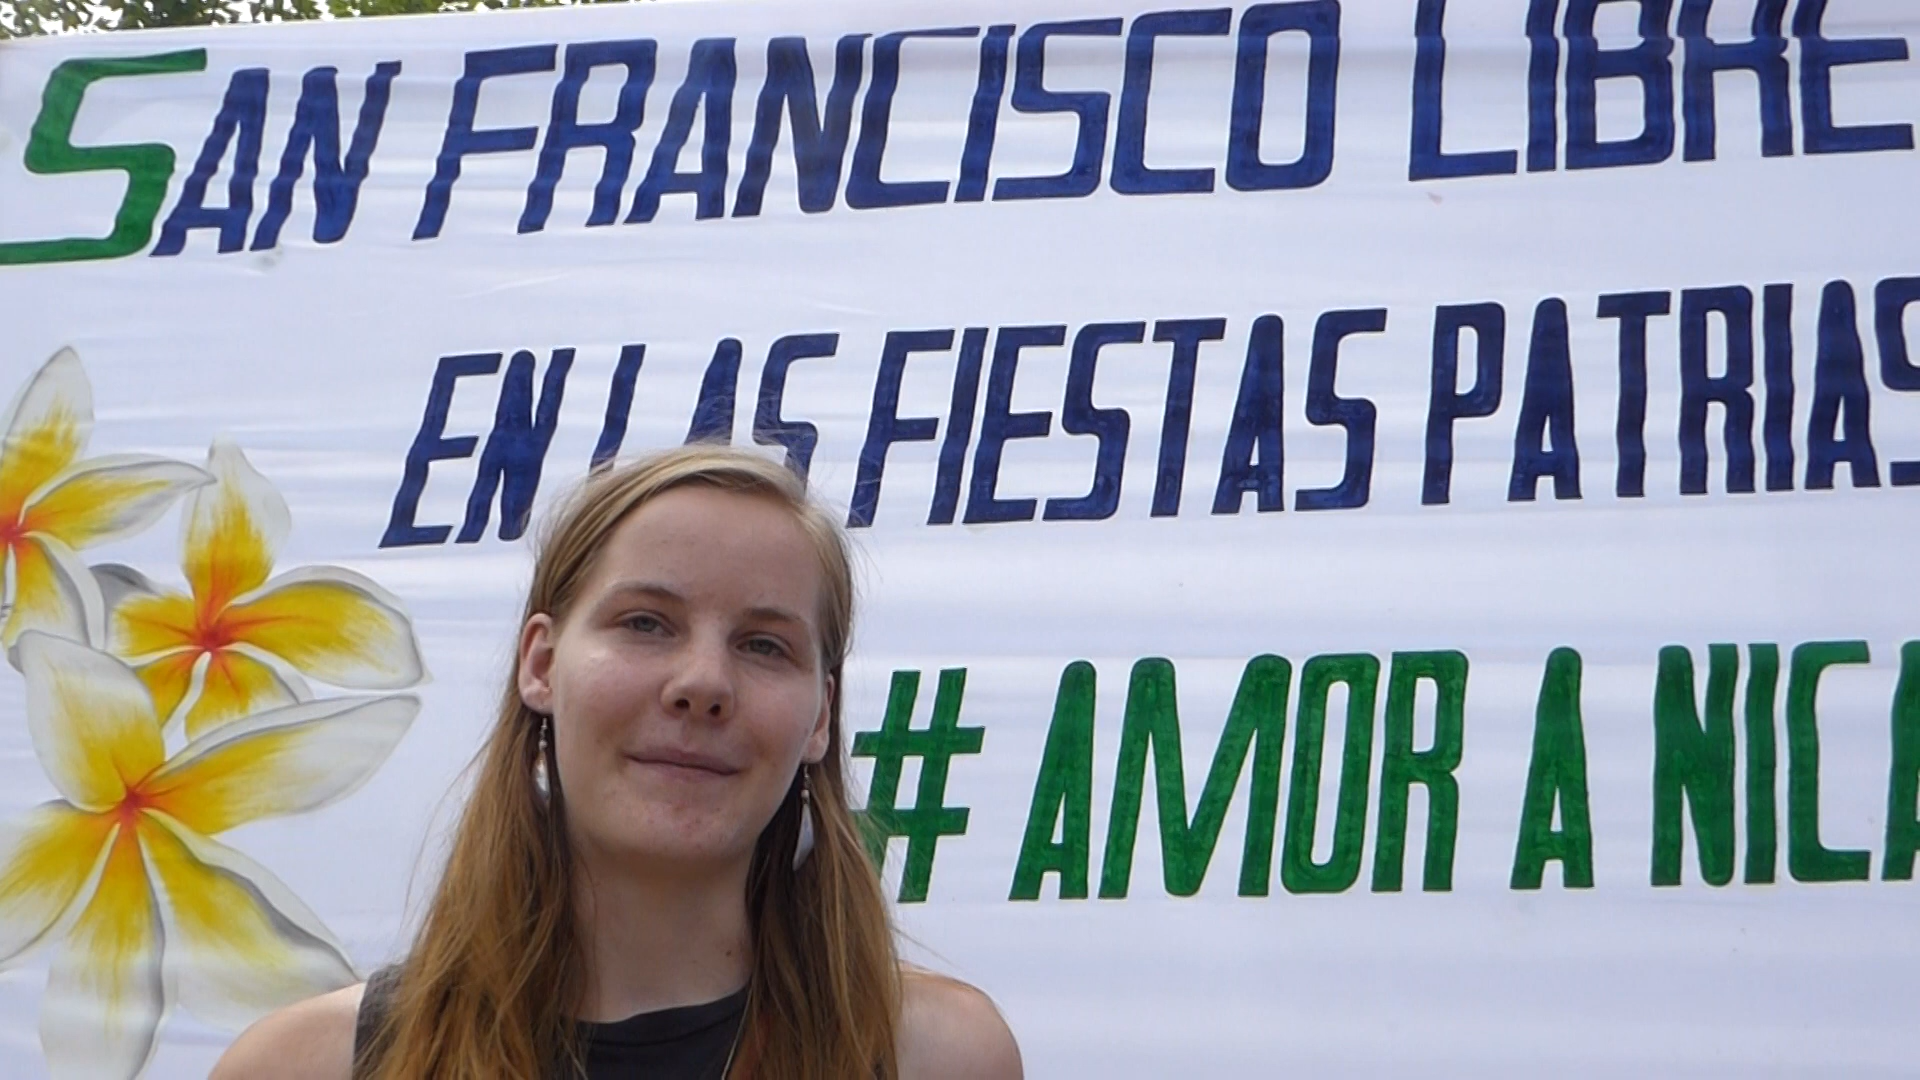 SAN FRANCISCO LIBRE
EN LAS FIESTAS PATRIAS
# AMOR A NICA